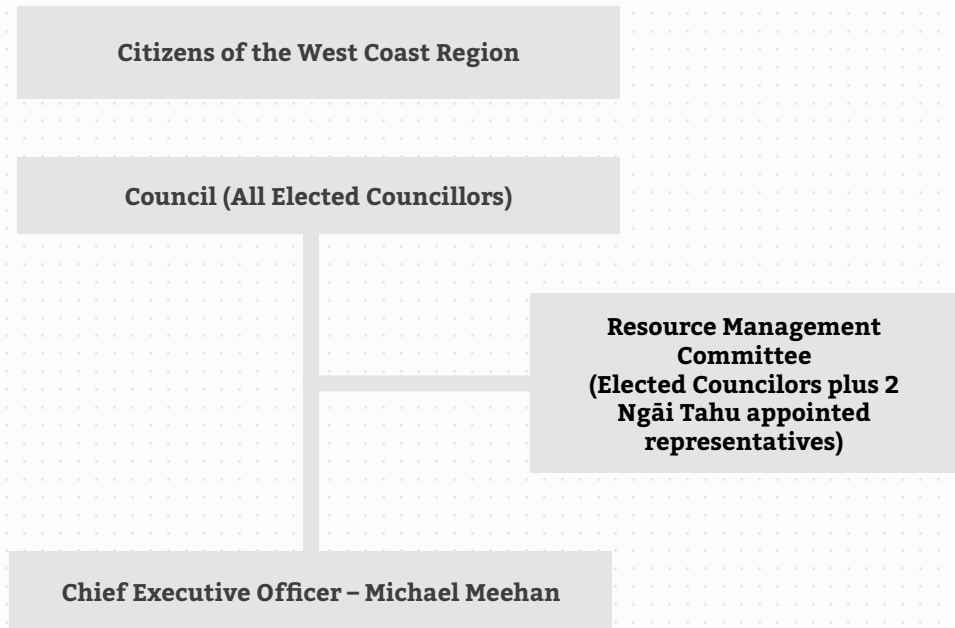 Citizens of the West Coast Region
Council (All Elected Councillors)
Resource Management
Committee
(Elected Councilors plus 2
Ngāi Tahu appointed
representatives)
Chief Executive Officer – Michael Meehan